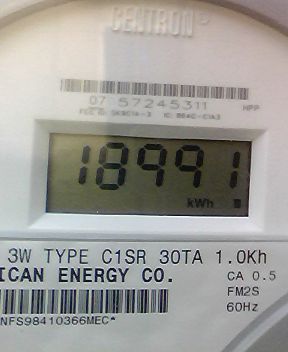 CENTRON
07 57245311 HPP
18991
kWh
3W TYPE C1SR 30TA 1.0Kh
ICAN ENERGY CO. CA 0.5
FM2S
60Hz
NFS98410366MEC*